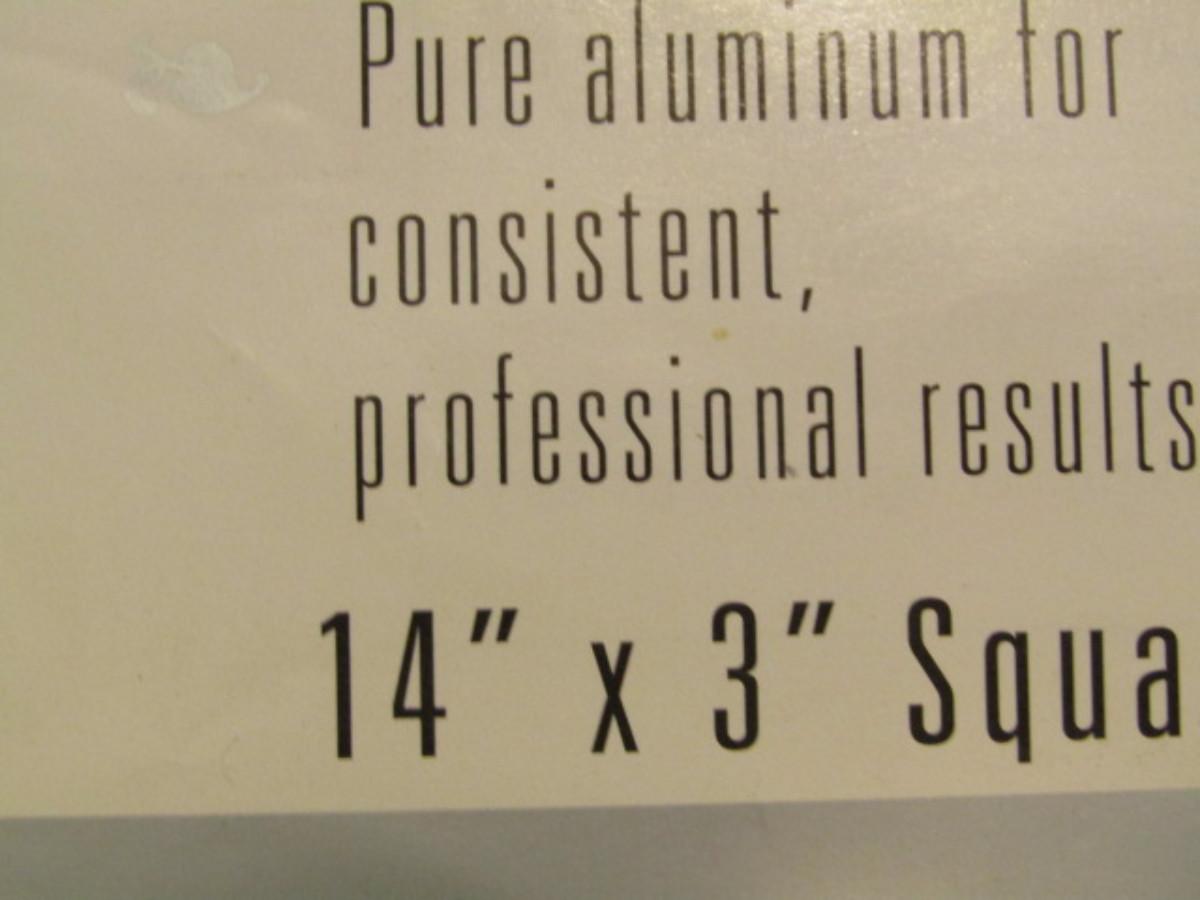 Pure aluminum for
consistent,
professional results
14" x 3" Squa